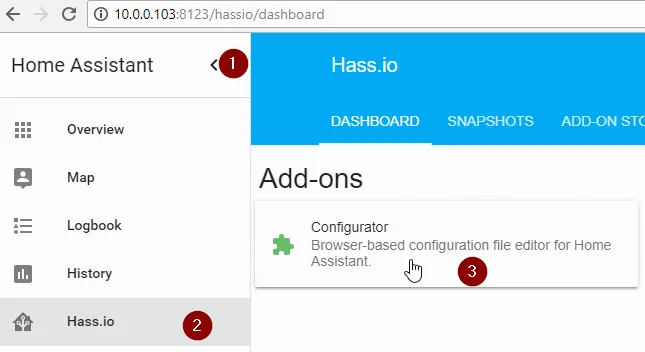 10.0.0.103:8123/hassio/dashboard
Home Assistant
1
Hass.io
DASHBOARD SNAPSHOTS ADD-ON STO
Overview
Map
Logbook
History
Hass.io
2
Add-ons
Configurator
Browser-based configuration file editor for Home
Assistant.
3